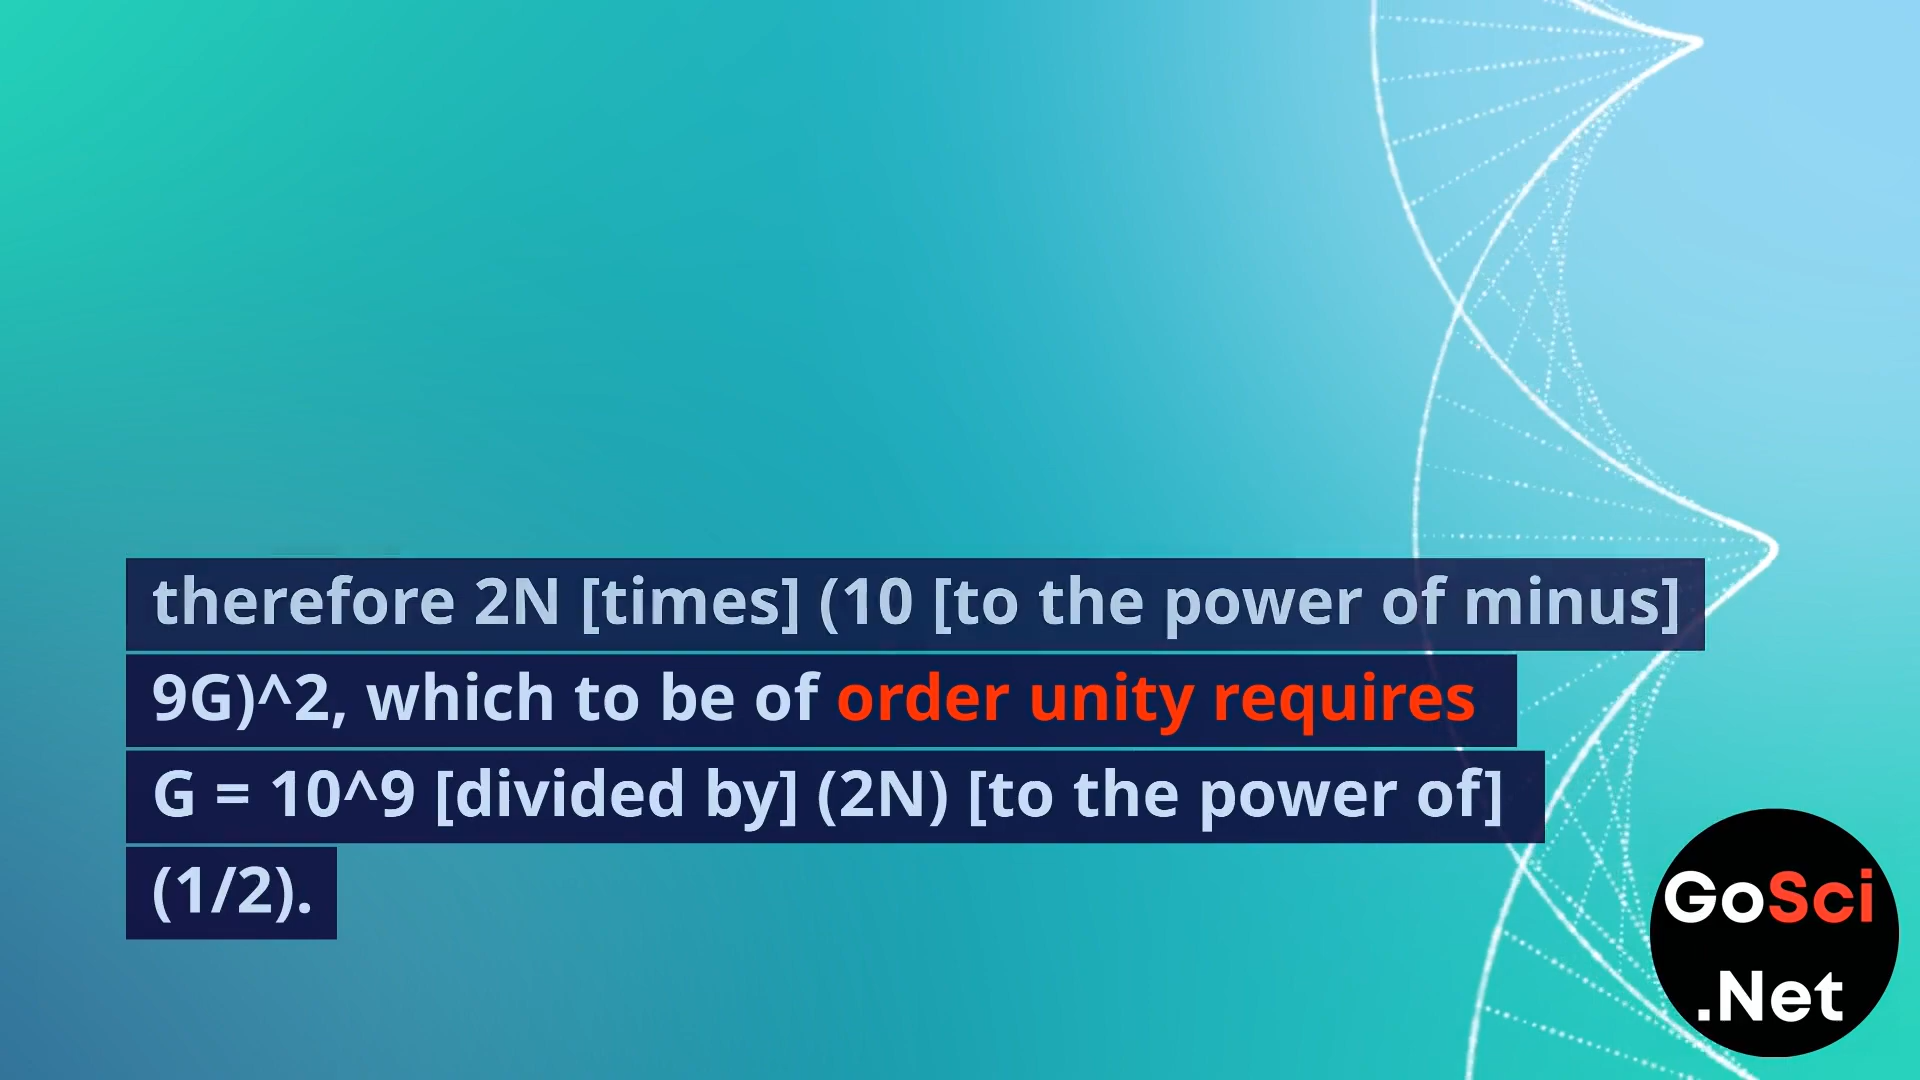 therefore 2N [times] (10 [to the power of minus]
9G)^2, which to be of order unity requires
G = 10^9 [divided by] (2N) [to the power of]
(1/2).
GoSci
.Net